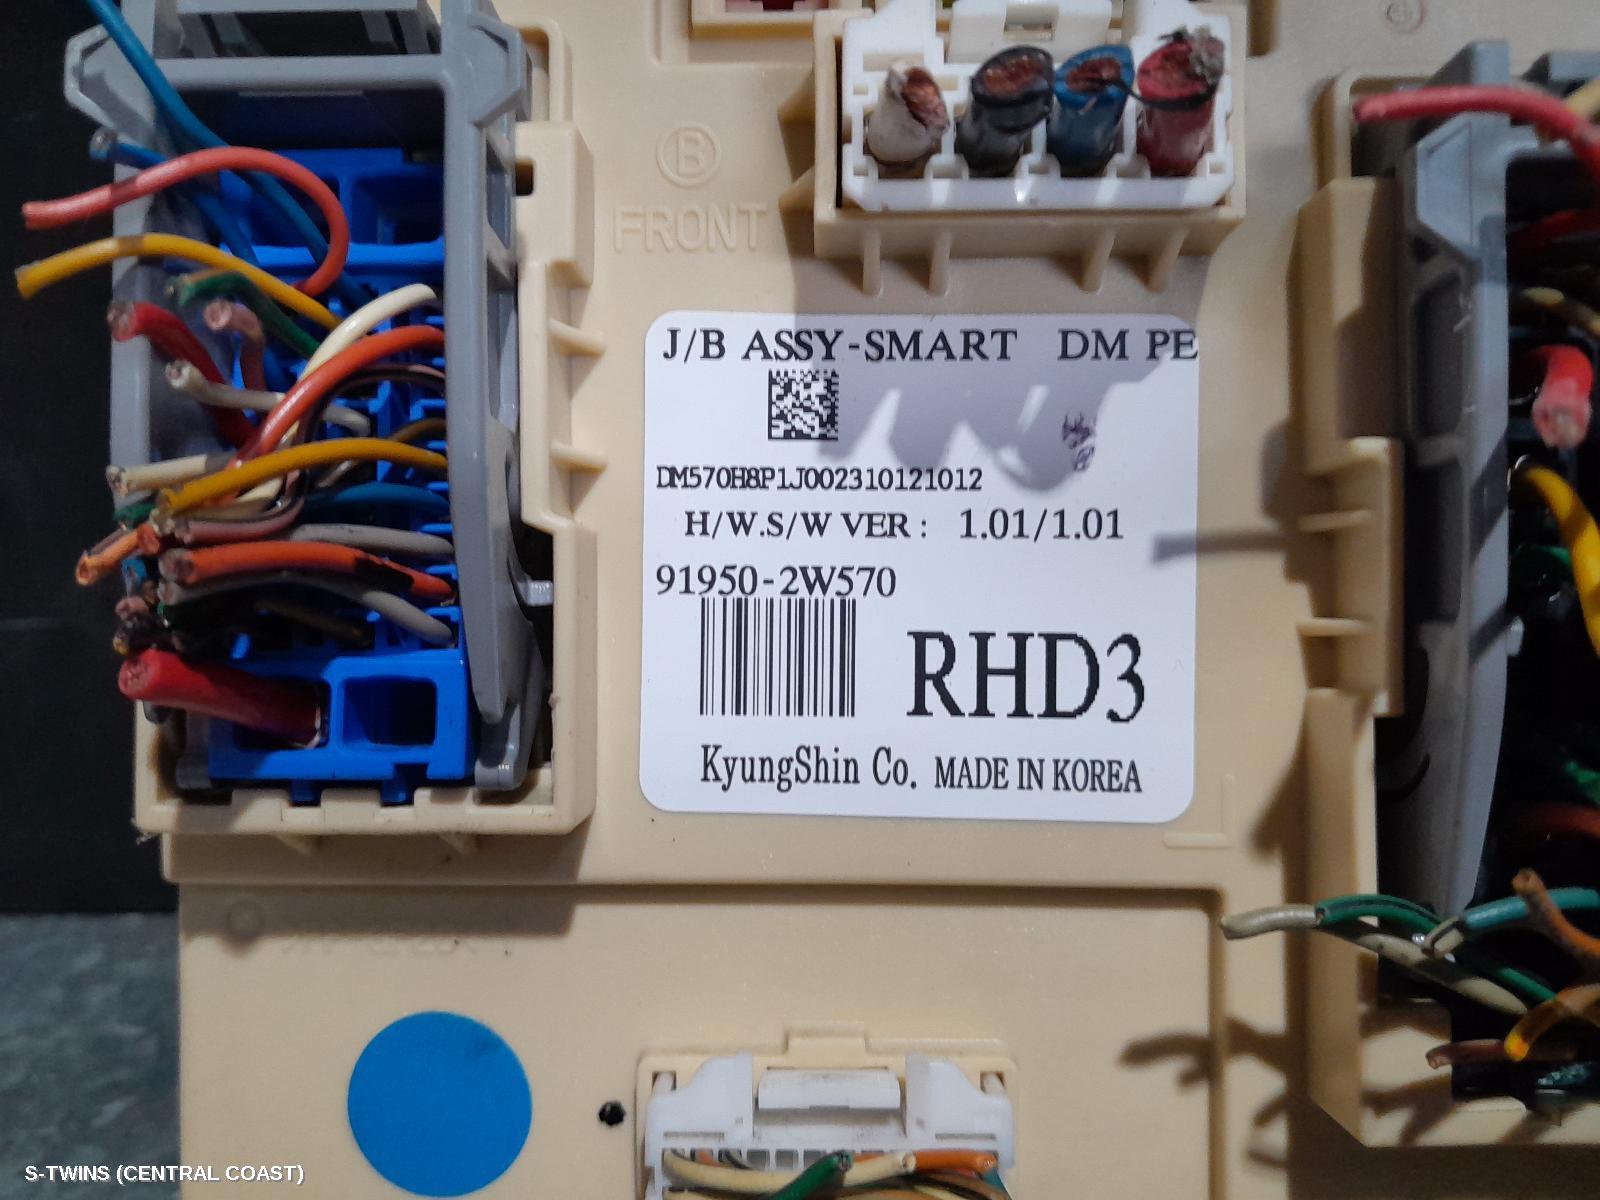 B
FRONT
J/B ASSY-SMART DM PE
DM570H8P1J002310121012
H/W.S/W VER : 1.01/1.01
91950-2W570
RHD3
KyungShin Co. MADE IN KOREA
S-TWINS (CENTRAL COAST)